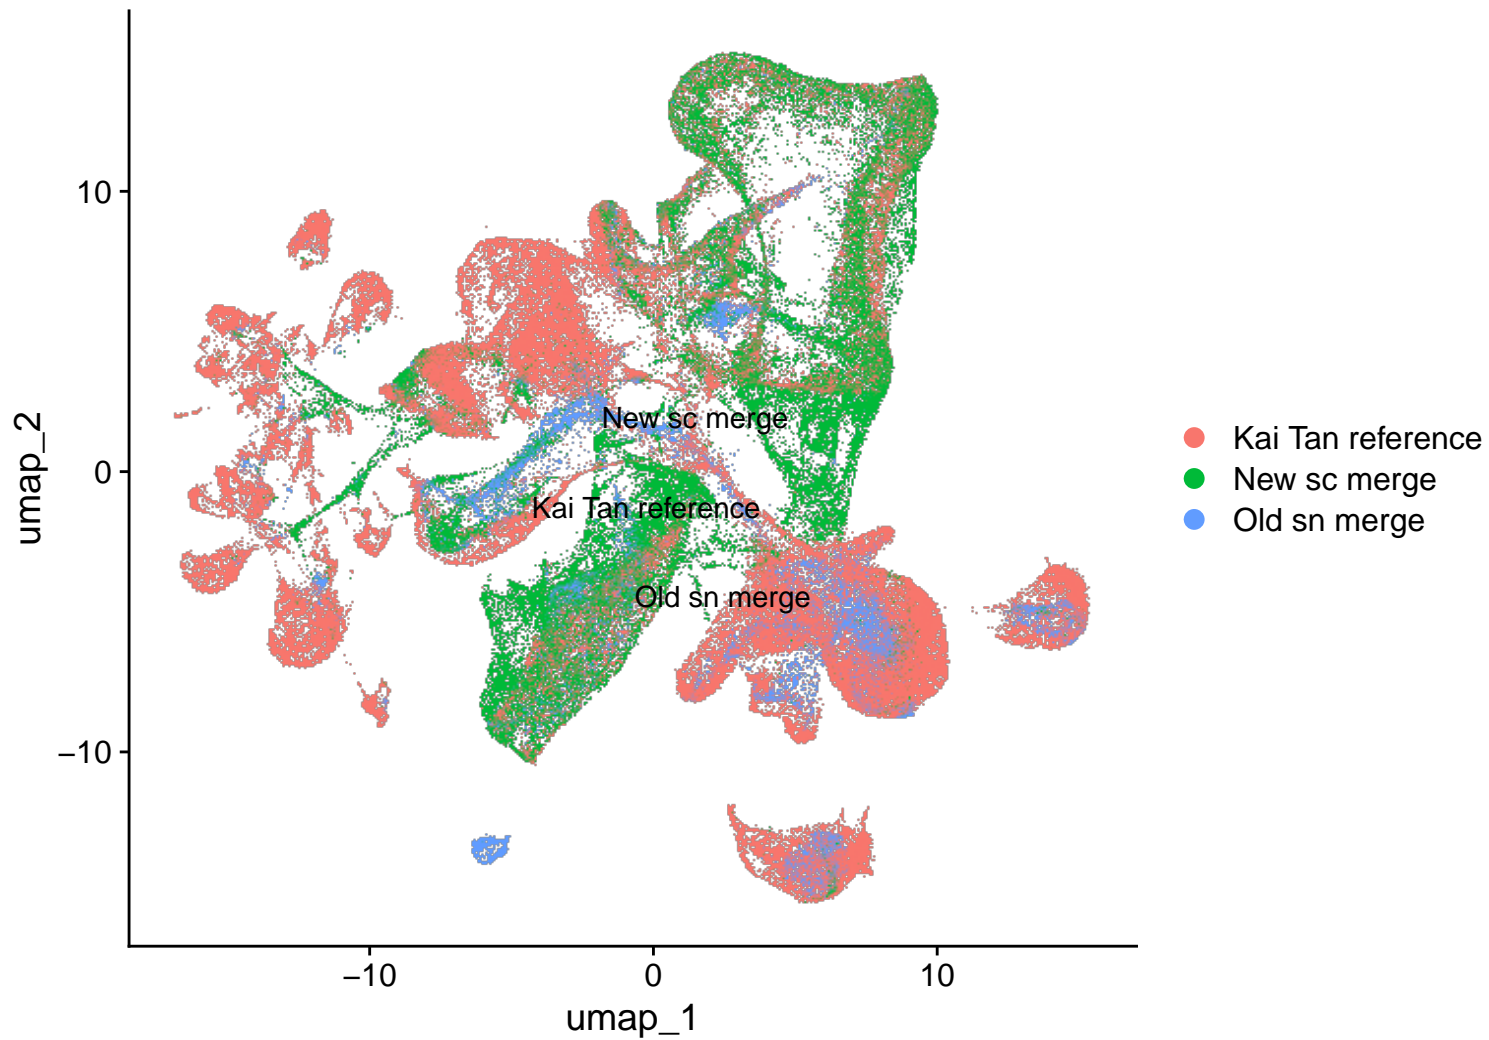 10
0
−10
umap_2
−10
0
10
umap_1
New sc merge
Kai Tan reference
Old sn merge
Kai Tan reference
New sc merge
Old sn merge